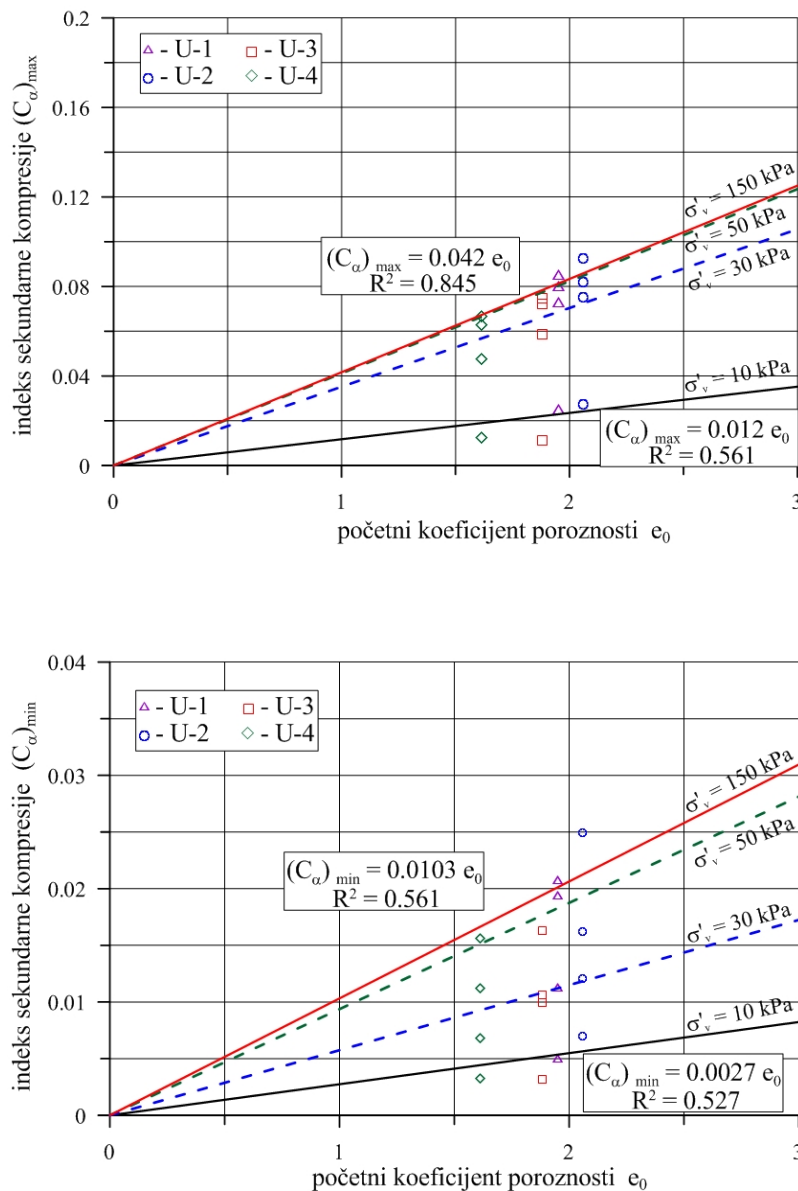 0.2
0.16
0.12
0.08
0.04
0
indeks sekundarne kompresije (Cα)max
- U-1
- U-3
- U-2
- U-4
σ'v = 150 kPa
σ'v = 50 kPa
σ'v = 30 kPa
σ'v = 10 kPa
(Cα) max = 0.042 e0
R2 = 0.845
(Cα) max = 0.012 e0
R2 = 0.561
0 1 2 3
početni koeficijent poroznosti e0
0.04
0.03
0.02
0.01
0
indeks sekundarne kompresije (Cα)min
- U-1
- U-3
- U-2
- U-4
σ'v = 150 kPa
σ'v = 50 kPa
σ'v = 30 kPa
σ'v = 10 kPa
(Cα) min = 0.0103 e0
R2 = 0.561
(Cα) min = 0.0027 e0
R2 = 0.527
0 1 2 3
početni koeficijent poroznosti e0